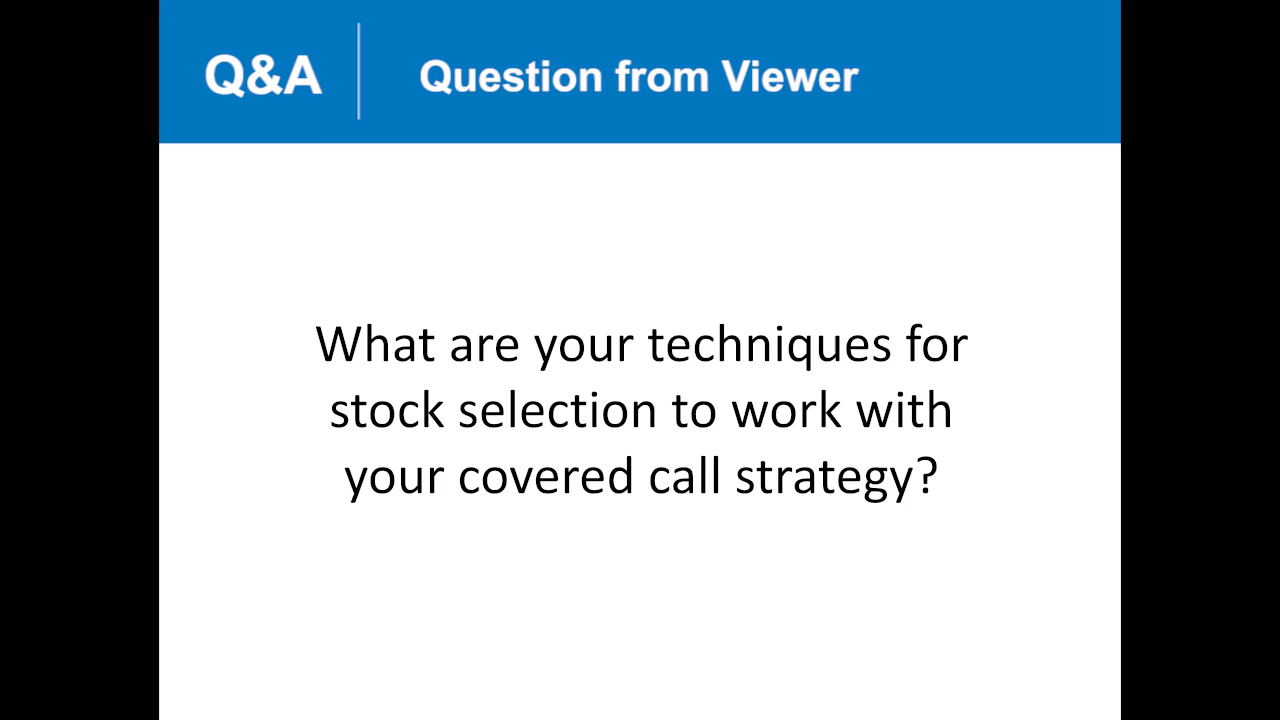 Q&A
Question from Viewer
What are your techniques for
stock selection to work with
your covered call strategy?